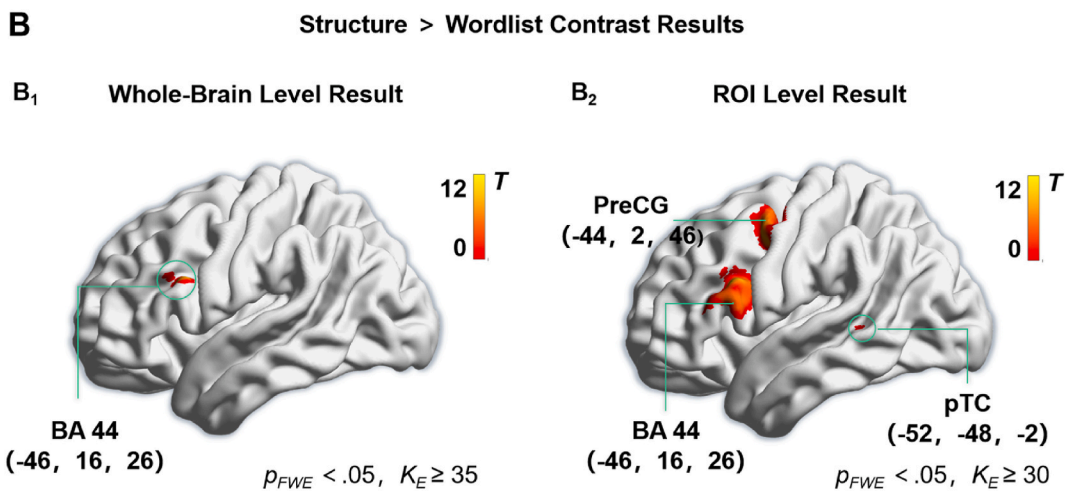 B
Structure > Wordlist Contrast Results
B1 Whole-Brain Level Result
12 T
0
BA 44
(-46, 16, 26)
pFWE < .05, KE ≥ 35
B2 ROI Level Result
PreCG
(-44, 2, 46)
12 T
0
BA 44
(-46, 16, 26)
pTC
(-52, -48, -2)
pFWE < .05, KE ≥ 30